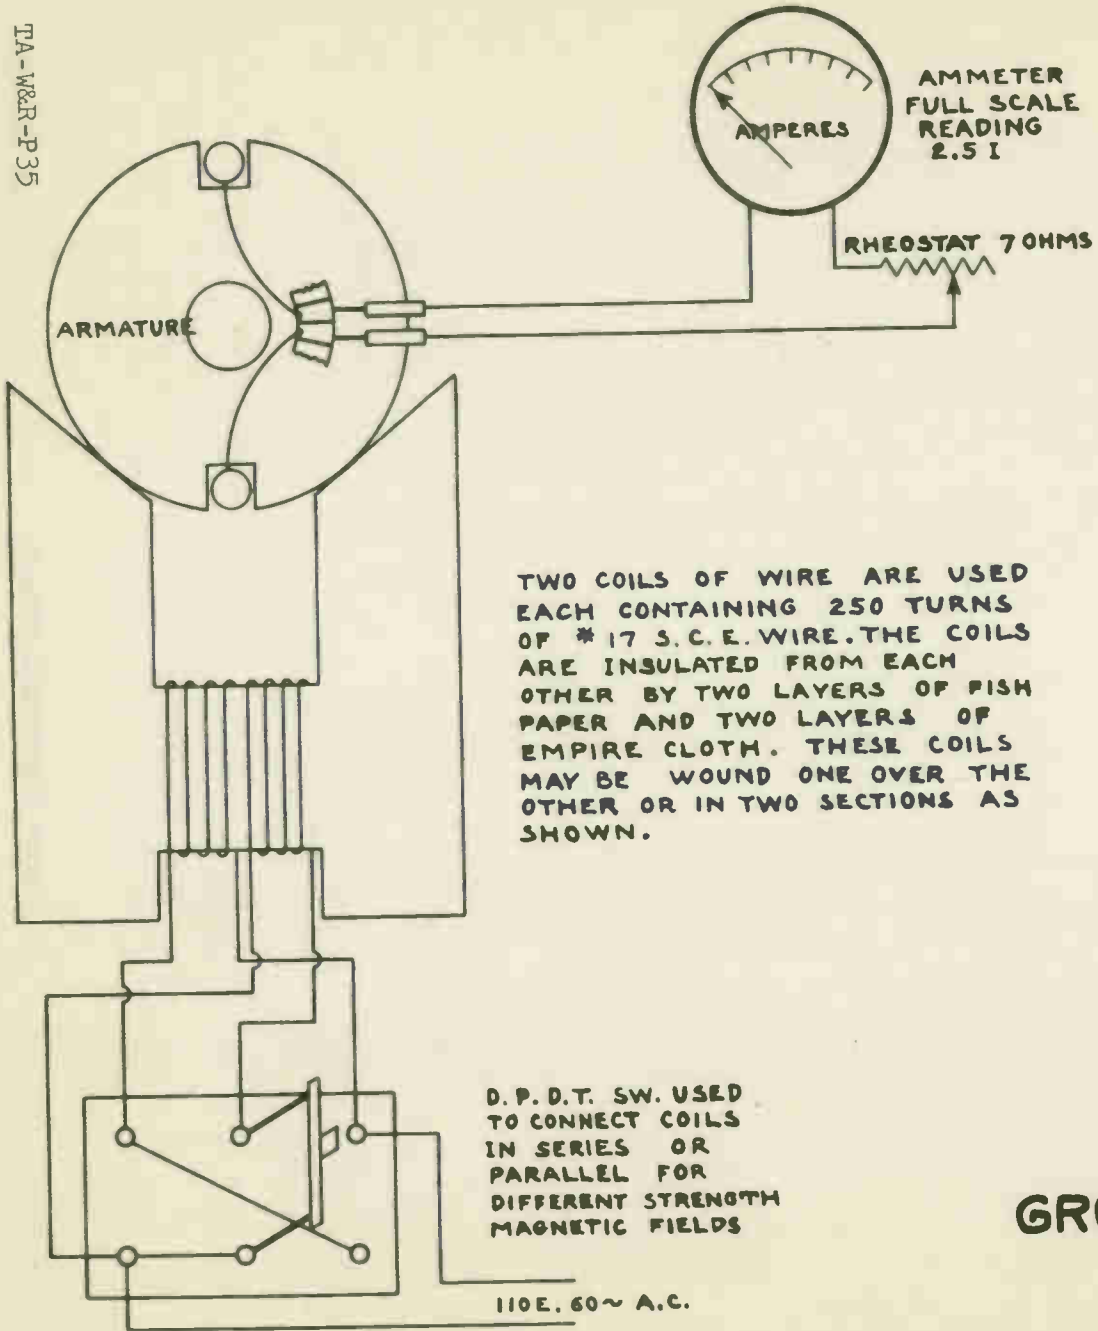 TA-W&R-P35
AMMETER
FULL SCALE
READING
2.5 I
AMPERES
RHEOSTAT 7 OHMS
ARMATURE
TWO COILS OF WIRE ARE USED
EACH CONTAINING 250 TURNS
OF #17 S.C.E. WIRE. THE COILS
ARE INSULATED FROM EACH
OTHER BY TWO LAYERS OF FISH
PAPER AND TWO LAYERS OF
EMPIRE CLOTH. THESE COILS
MAY BE WOUND ONE OVER THE
OTHER OR IN TWO SECTIONS AS
SHOWN.
D.P.D.T. SW. USED
TO CONNECT COILS
IN SERIES OR
PARALLEL FOR
DIFFERENT STRENGTH
MAGNETIC FIELDS
110E. 60~ A.C.